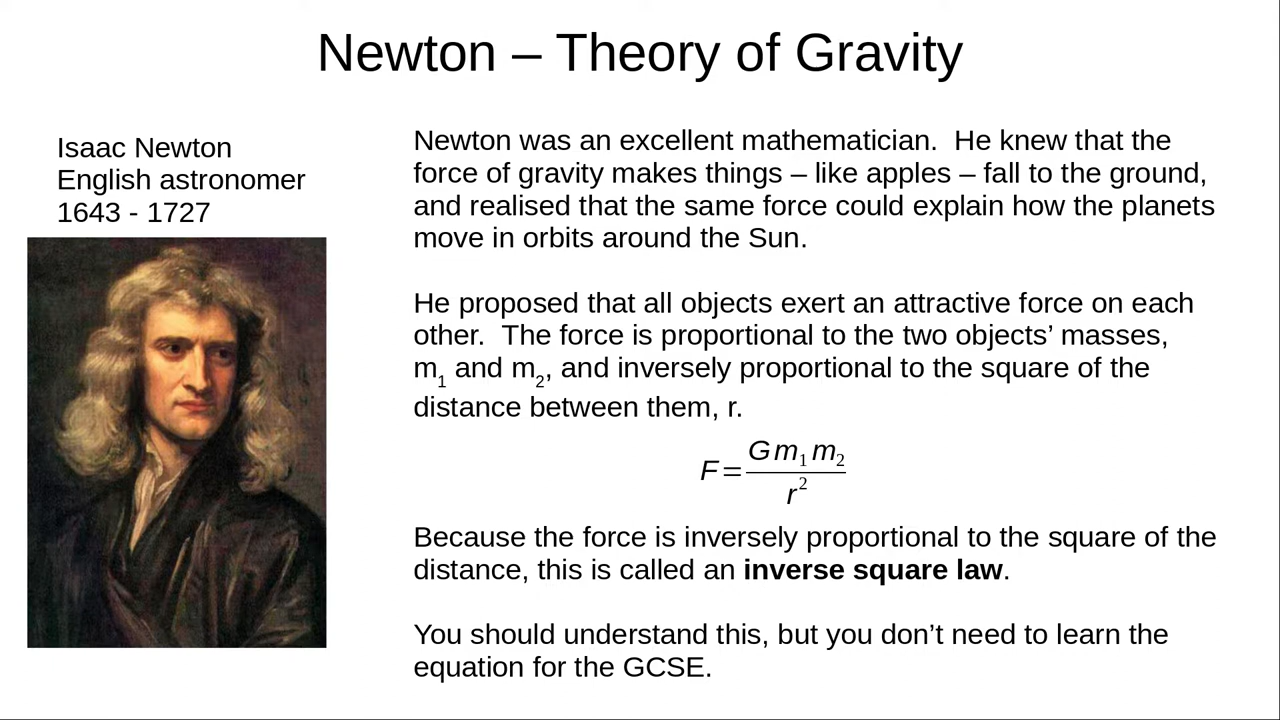 Newton – Theory of Gravity
Isaac Newton
English astronomer
1643 - 1727
Newton was an excellent mathematician.  He knew that the
force of gravity makes things – like apples – fall to the ground,
and realised that the same force could explain how the planets
move in orbits around the Sun.
He proposed that all objects exert an attractive force on each
other.  The force is proportional to the two objects’ masses,
m₁ and m₂, and inversely proportional to the square of the
distance between them, r.
F = G m₁ m₂ / r²
Because the force is inversely proportional to the square of the
distance, this is called an inverse square law.
You should understand this, but you don’t need to learn the
equation for the GCSE.